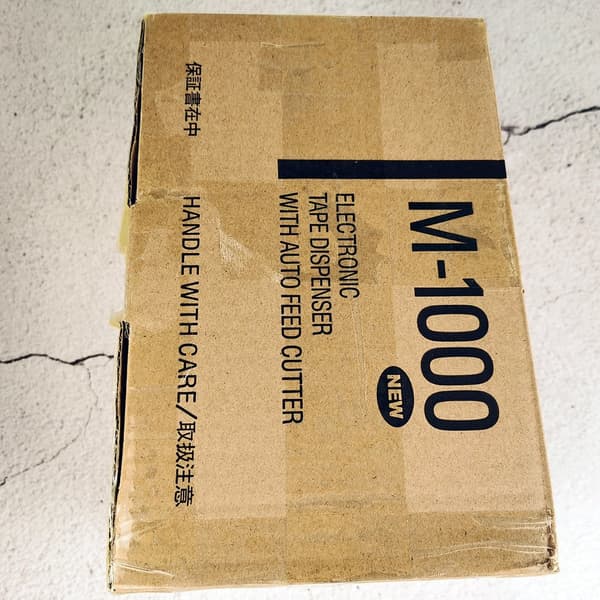 M-1000
NEW
ELECTRONIC
TAPE DISPENSER
WITH AUTO FEED CUTTER
保証書在中
HANDLE WITH CARE/取扱注意